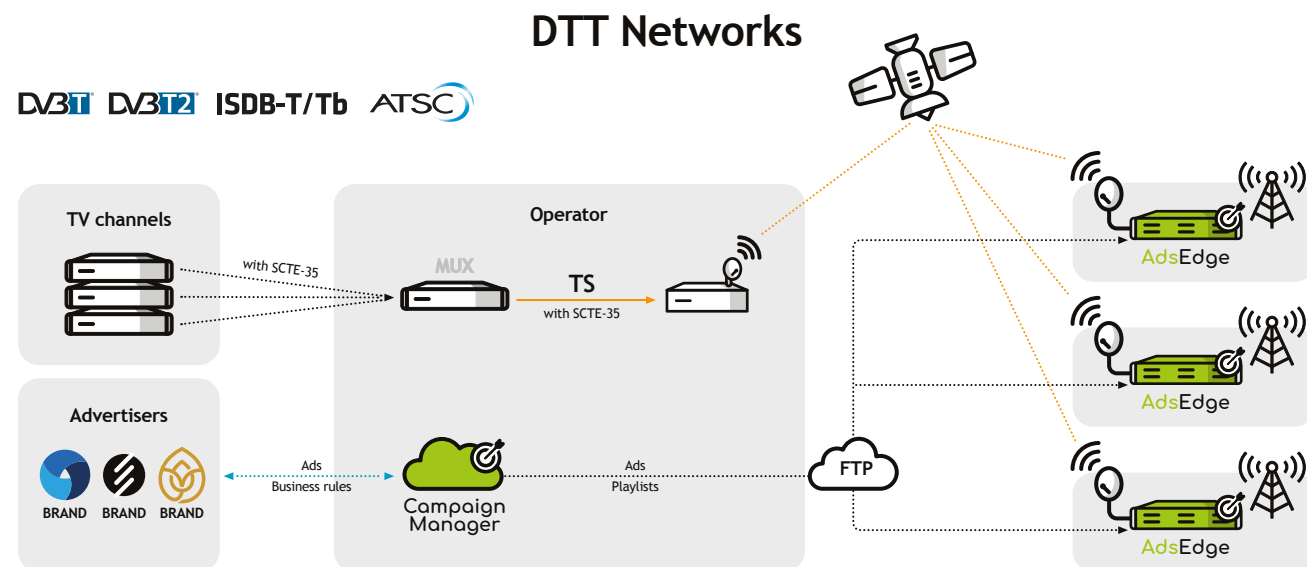 DTT Networks
DVB T DVB T2 ISDB-T/Tb ATSC
TV channels
with SCTE-35
Operator
MUX
TS
with SCTE-35
AdsEdge
AdsEdge
Advertisers
BRAND BRAND BRAND
Ads
Business rules
Campaign
Manager
Ads
Playlists
FTP
AdsEdge